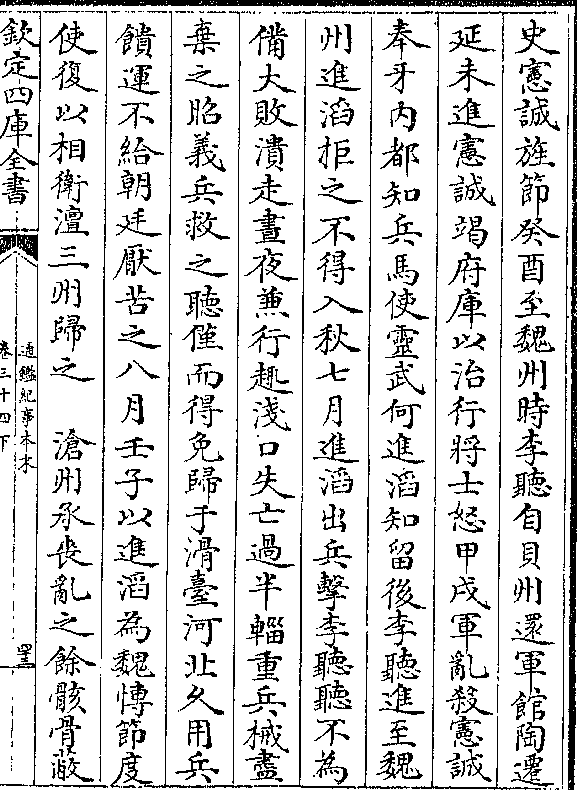 史憲誠旌節癸酉至魏州時李聽自貝州還軍館陶遷
延未進憲誠竭府庫以治行將士怒甲戌軍亂殺憲誠
奉牙内都知兵馬使靈武何進滔知留後李聽進至魏
州進滔拒之不得入秋七月進滔出兵擊李聽聽不為
備大敗潰走晝夜兼行趣淺口失亡過半輜重兵械盡
棄之昭義兵救之聽僅而得免歸于滑臺河北久用兵
饋運不給朝廷厭苦之八月壬子以進滔為魏愽節度
使復以相衛澶三州歸之 滄州承喪亂之餘骸骨蔽
欽定四庫全書
通鑑紀事本末
卷三十四下